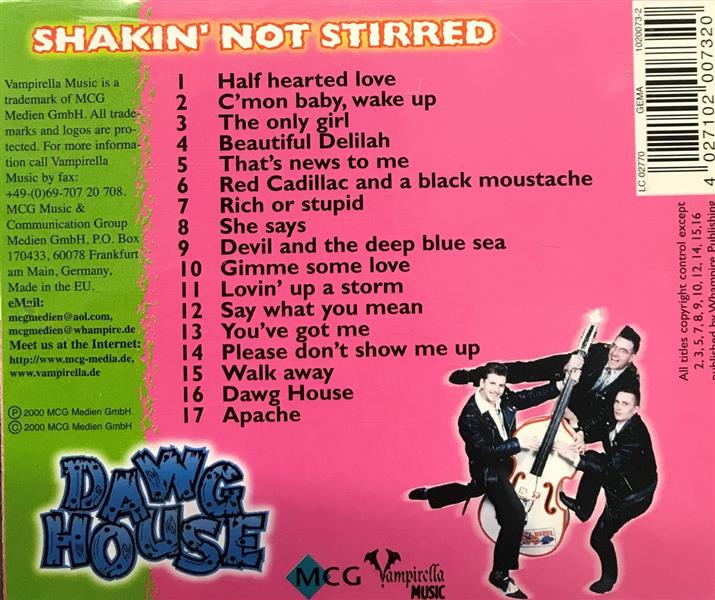 SHAKIN' NOT STIRRED
Vampirella Music is a
trademark of MCG
Medien GmbH. All trade-
marks and logos are pro-
tected. For more informa-
tion call Vampirella
Music by fax:
+49-(0)69-707 20 708.
MCG Music &
Communication Group
Medien GmbH, P.O. Box
170433, 60078 Frankfurt
am Main, Germany,
Made in the EU.
eMail:
mcgmedien@aol.com,
mcgmedien@whampire.de
Meet us at the Internet:
http://www.mcg-media.de,
www.vampirella.de
Ⓟ 2000 MCG Medien GmbH
© 2000 MCG Medien GmbH
1 Half hearted love
2 C'mon baby, wake up
3 The only girl
4 Beautiful Delilah
5 That's news to me
6 Red Cadillac and a black moustache
7 Rich or stupid
8 She says
9 Devil and the deep blue sea
10 Gimme some love
11 Lovin' up a storm
12 Say what you mean
13 You've got me
14 Please don't show me up
15 Walk away
16 Dawg House
17 Apache
LC 02770
GEMA
1020073-2
4 027102 007320
All titles copyright control except
2, 3, 5, 7, 8, 9, 10, 12, 14, 15, 16
published by Whampire Publishing
DAWG
HOUSE
MCG
Vampirella
MUSIC